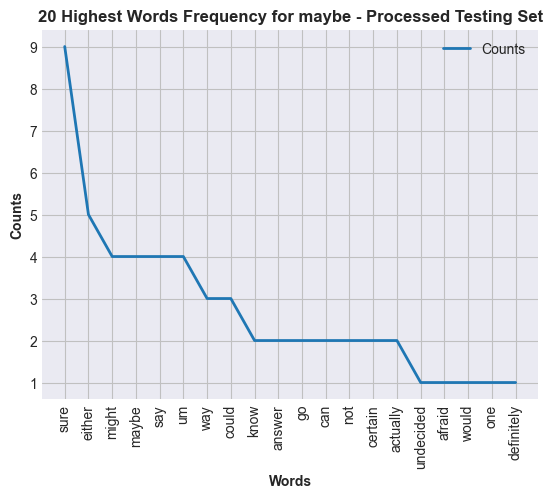 20 Highest Words Frequency for maybe - Processed Testing Set
Counts
9
8
7
6
5
4
3
2
1
Counts
sure
either
might
maybe
say
um
way
could
know
answer
go
can
not
certain
actually
undecided
afraid
would
one
definitely
Words